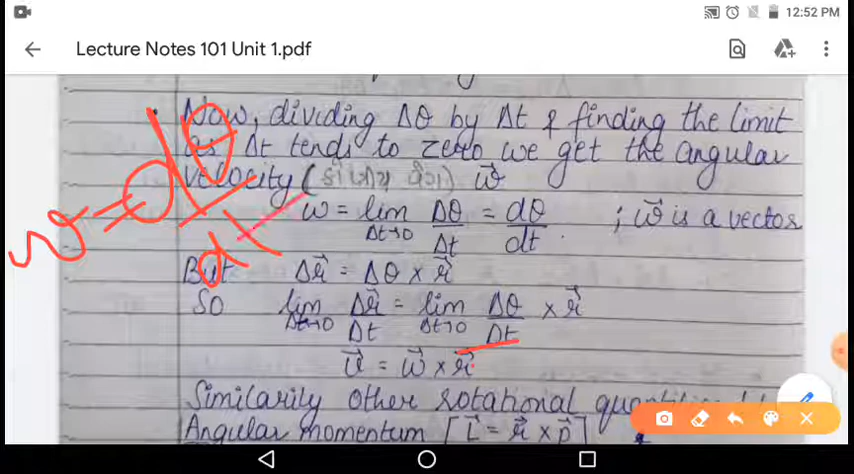 12:52 PM
Lecture Notes 101 Unit 1.pdf
Now, dividing Δθ by Δt & finding the limit
as Δt tends to zero we get the angular
velocity (કોણીય વેગ) w⃗
w = lim Δt→0 Δθ/Δt = dθ/dt ; w⃗ is a vector
w = dθ/dt
But Δr⃗ = Δθ × r⃗
So lim Δt→0 Δr⃗/Δt = lim Δt→0 Δθ/Δt × r⃗
v⃗ = w⃗ × r⃗
Similarity other rotational
Angular momentum [L⃗ = r⃗ × p⃗]